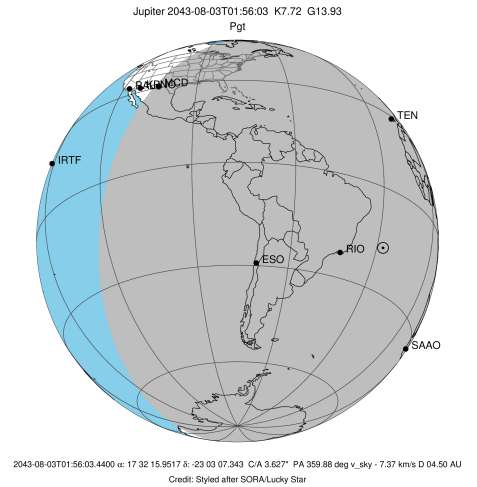 Jupiter 2043-08-03T01:56:03 K7.72 G13.93
Pgt
MCD
TEN
IRTF
RIO
ESO
SAAO
2043-08-03T01:56:03.4400 α: 17 32 15.9517 δ: -23 03 07.343 C/A 3.627" PA 359.88 deg v_sky - 7.37 km/s D 04.50 AU
Credit: Styled after SORA/Lucky Star